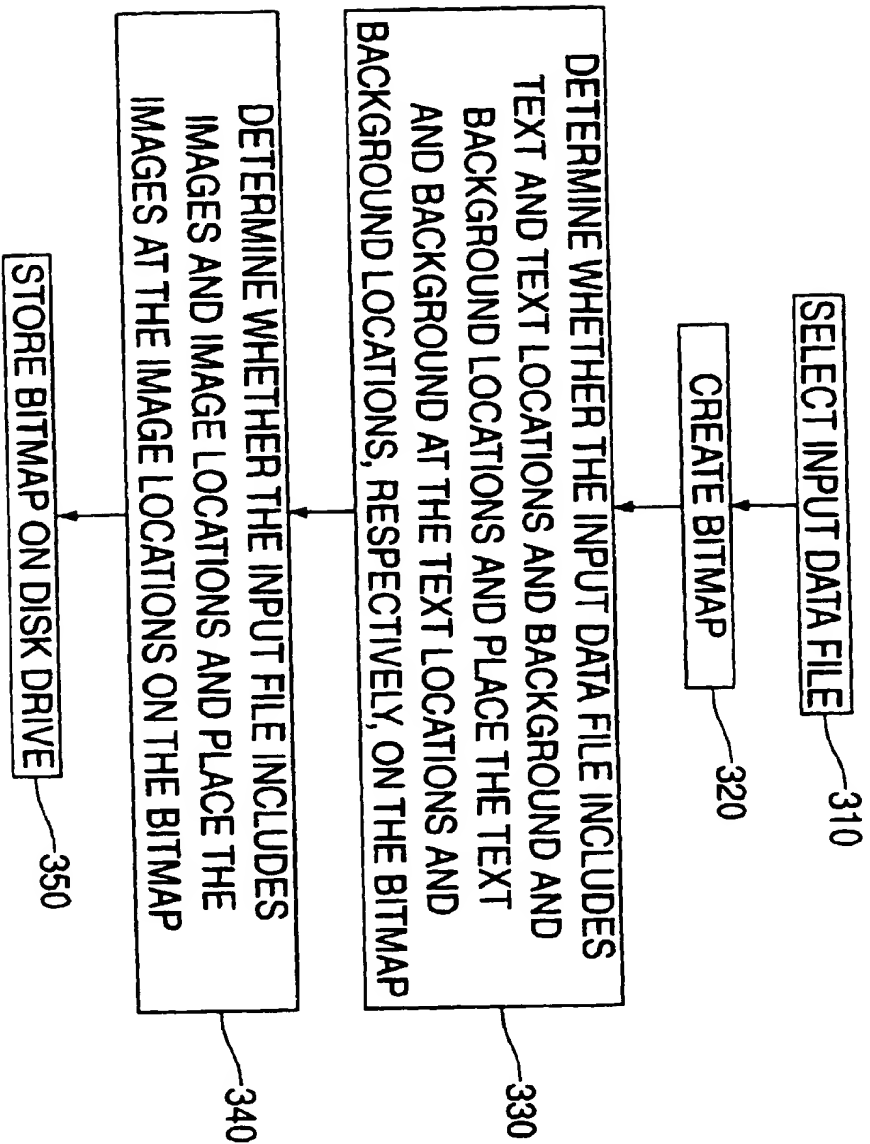 SELECT INPUT DATA FILE
310
CREATE BITMAP
320
DETERMINE WHETHER THE INPUT DATA FILE INCLUDES
TEXT AND TEXT LOCATIONS AND BACKGROUND AND
BACKGROUND LOCATIONS AND PLACE THE TEXT
AND BACKGROUND AT THE TEXT LOCATIONS AND
BACKGROUND LOCATIONS, RESPECTIVELY, ON THE BITMAP
330
DETERMINE WHETHER THE INPUT FILE INCLUDES
IMAGES AND IMAGE LOCATIONS AND PLACE THE
IMAGES AT THE IMAGE LOCATIONS ON THE BITMAP
340
STORE BITMAP ON DISK DRIVE
350